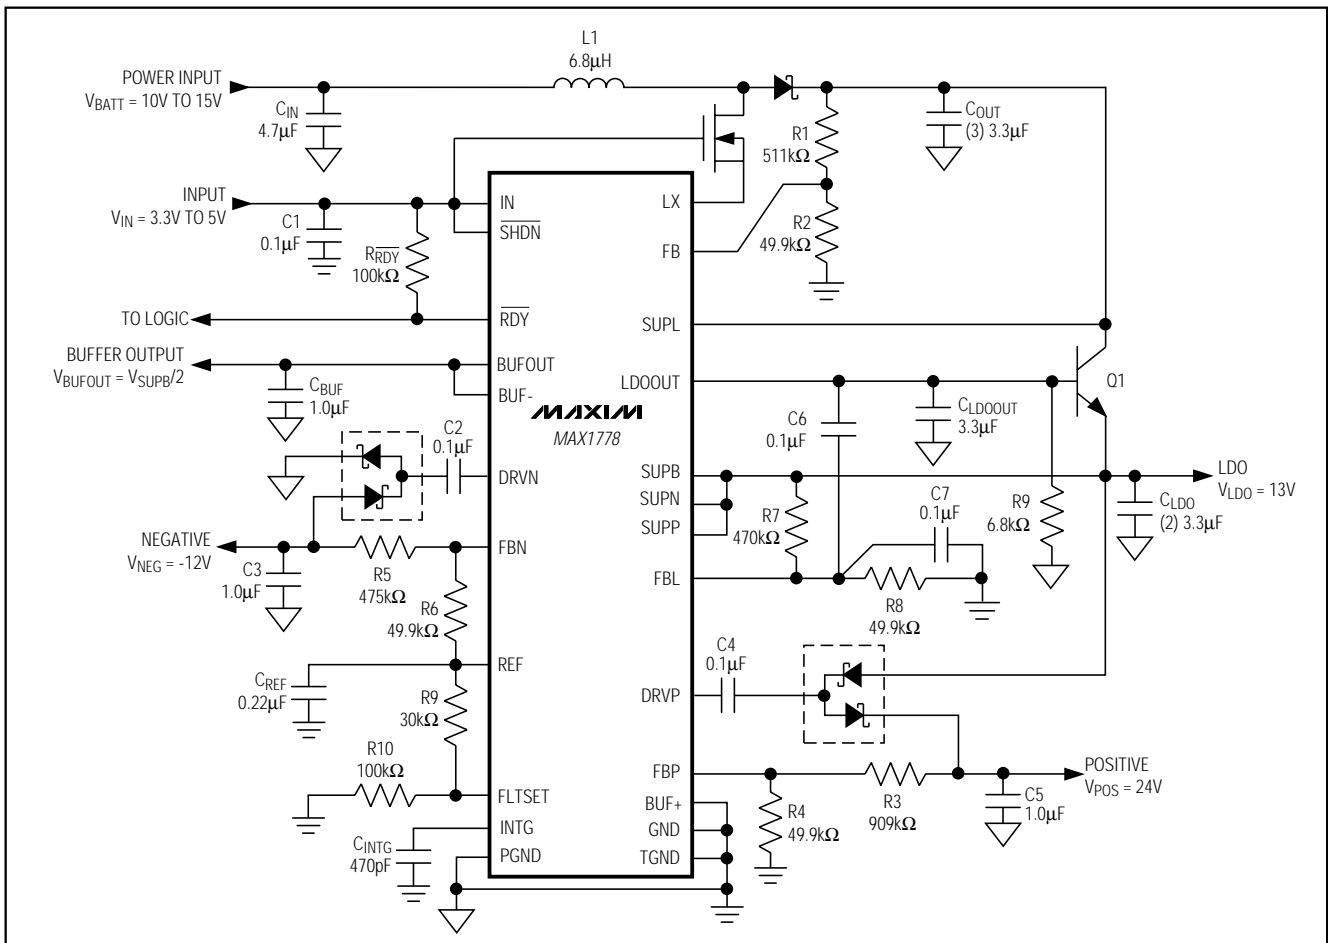 L1
6.8μH
POWER INPUT
VBATT = 10V TO 15V
CIN
4.7μF
COUT
(3) 3.3μF
R1
511kΩ
INPUT
VIN = 3.3V TO 5V
C1
0.1μF
RRDY
100kΩ
IN
SHDN
LX
FB
R2
49.9kΩ
TO LOGIC
RDY
SUPL
BUFFER OUTPUT
VBUFOUT = VSUPB/2
CBUF
1.0μF
BUFOUT
BUF-
LDOOUT
Q1
MAXIM
MAX1778
C6
0.1μF
CLDOOUT
3.3μF
C2
0.1μF
DRVN
SUPB
SUPN
SUPP
R7
470kΩ
C7
0.1μF
R9
6.8kΩ
LDO
VLDO = 13V
CLDO
(2) 3.3μF
NEGATIVE
VNEG = -12V
C3
1.0μF
R5
475kΩ
FBN
FBL
R8
49.9kΩ
R6
49.9kΩ
REF
CREF
0.22μF
R9
30kΩ
C4
0.1μF
DRVP
R10
100kΩ
FLTSET
FBP
R3
909kΩ
POSITIVE
VPOS = 24V
C5
1.0μF
R4
49.9kΩ
BUF+
GND
TGND
INTG
CINTG
470pF
PGND